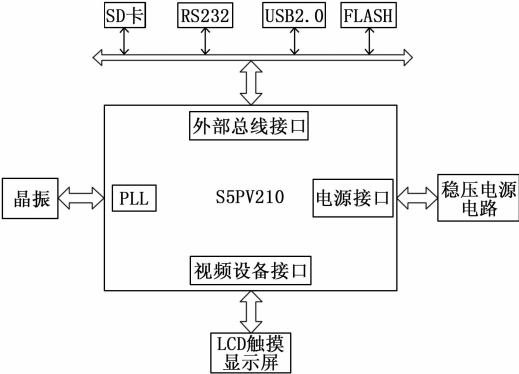 SD卡 RS232 USB2.0 FLASH
外部总线接口
晶振 PLL S5PV210 电源接口 稳压电源
电路
视频设备接口
LCD触摸
显示屏